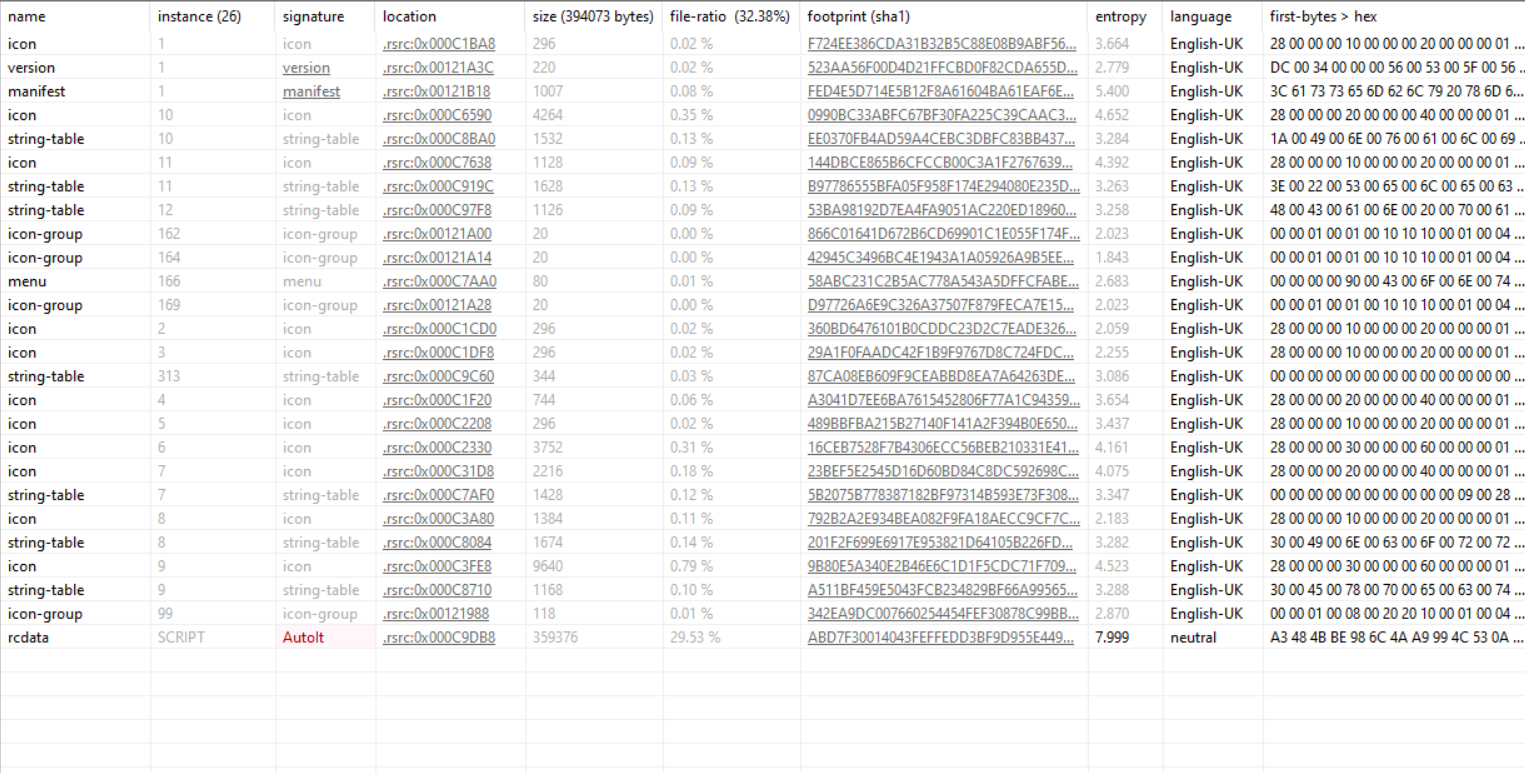 name instance (26) signature location size (394073 bytes) file-ratio (32.38%) footprint (sha1) entropy language first-bytes > hex
icon 1 icon .rsrc:0x000C1BA8 296 0.02 % F724EE386CDA31B32B5C88E08B9ABF56... 3.664 English-UK 28 00 00 00 10 00 00 00 20 00 00 00 01 ...
version 1 version .rsrc:0x00121A3C 220 0.02 % 523AA56F00D4D21FFCBD0F82CDA655D... 2.779 English-UK DC 00 34 00 00 00 56 00 53 00 5F 00 56 ...
manifest 1 manifest .rsrc:0x00121B18 1007 0.08 % FED4E5D714E5B12F8A61604BA61EAF6E... 5.400 English-UK 3C 61 73 73 65 6D 62 6C 79 20 78 6D 6...
icon 10 icon .rsrc:0x000C6590 4264 0.35 % 0990BC33ABFC67BF30FA225C39CAAC3... 4.652 English-UK 28 00 00 00 20 00 00 00 40 00 00 00 01 ...
string-table 10 string-table .rsrc:0x000C8BA0 1532 0.13 % EE0370FB4AD59A4CEBC3DBFC83BB437... 3.284 English-UK 1A 00 49 00 6E 00 76 00 61 00 6C 00 69 ...
icon 11 icon .rsrc:0x000C7638 1128 0.09 % 144DBCE865B6CFCCB00C3A1F2767639... 4.392 English-UK 28 00 00 00 10 00 00 00 20 00 00 00 01 ...
string-table 11 string-table .rsrc:0x000C919C 1628 0.13 % B97786555BFA05F958F174E294080E235D... 3.263 English-UK 3E 00 22 00 53 00 65 00 6C 00 65 00 63 ...
string-table 12 string-table .rsrc:0x000C97F8 1126 0.09 % 53BA98192D7EA4FA9051AC220ED18960... 3.258 English-UK 48 00 43 00 61 00 6E 00 20 00 70 00 61 ...
icon-group 162 icon-group .rsrc:0x00121A00 20 0.00 % 866C01641D672B6CD69901C1E055F174F... 2.023 English-UK 00 00 01 00 01 00 10 10 10 00 01 00 04 ...
icon-group 164 icon-group .rsrc:0x00121A14 20 0.00 % 42945C3496BC4E1943A1A05926A9B5EE... 1.843 English-UK 00 00 01 00 01 00 10 10 10 00 01 00 04 ...
menu 166 menu .rsrc:0x000C7AA0 80 0.01 % 58ABC231C2B5AC778A543A5DFFCFABE... 2.683 English-UK 00 00 00 00 90 00 43 00 6F 00 6E 00 74 ...
icon-group 169 icon-group .rsrc:0x00121A28 20 0.00 % D97726A6E9C326A37507F879FECA7E15... 2.023 English-UK 00 00 01 00 01 00 10 10 10 00 01 00 04 ...
icon 2 icon .rsrc:0x000C1CD0 296 0.02 % 360BD6476101B0CDDC23D2C7EADE326... 2.059 English-UK 28 00 00 00 10 00 00 00 20 00 00 00 01 ...
icon 3 icon .rsrc:0x000C1DF8 296 0.02 % 29A1F0FAADC42F1B9F9767D8C724FDC... 2.255 English-UK 28 00 00 00 10 00 00 00 20 00 00 00 01 ...
string-table 313 string-table .rsrc:0x000C9C60 344 0.03 % 87CA08EB609F9CEABBD8EA7A64263DE... 3.086 English-UK 00 00 00 00 00 00 00 00 00 00 00 00 00 ...
icon 4 icon .rsrc:0x000C1F20 744 0.06 % A3041D7EE6BA7615452806F77A1C94359... 3.654 English-UK 28 00 00 00 20 00 00 00 40 00 00 00 01 ...
icon 5 icon .rsrc:0x000C2208 296 0.02 % 489BBFBA215B27140F141A2F394B0E650... 3.437 English-UK 28 00 00 00 10 00 00 00 20 00 00 00 01 ...
icon 6 icon .rsrc:0x000C2330 3752 0.31 % 16CEB7528F7B4306ECC56BEB210331E41... 4.161 English-UK 28 00 00 00 30 00 00 00 60 00 00 00 01 ...
icon 7 icon .rsrc:0x000C31D8 2216 0.18 % 23BEF5E2545D16D60BD84C8DC592698C... 4.075 English-UK 28 00 00 00 20 00 00 00 40 00 00 00 01 ...
string-table 7 string-table .rsrc:0x000C7AF0 1428 0.12 % 5B2075B778387182BF97314B593E73F308... 3.347 English-UK 00 00 00 00 00 00 00 00 00 00 09 00 28 ...
icon 8 icon .rsrc:0x000C3A80 1384 0.11 % 792B2A2E934BEA082F9FA18AECC9CF7C... 2.183 English-UK 28 00 00 00 10 00 00 00 20 00 00 00 01 ...
string-table 8 string-table .rsrc:0x000C8084 1674 0.14 % 201F2F699E6917E953821D64105B226FD... 3.282 English-UK 30 00 49 00 6E 00 63 00 6F 00 72 00 72 ...
icon 9 icon .rsrc:0x000C3FE8 9640 0.79 % 9B80E5A340E2B46E6C1D1F5CDC71F709... 4.523 English-UK 28 00 00 00 30 00 00 00 60 00 00 00 01 ...
string-table 9 string-table .rsrc:0x000C8710 1168 0.10 % A511BF459E5043FCB234829BF66A99565... 3.288 English-UK 30 00 45 00 78 00 70 00 65 00 63 00 74 ...
icon-group 99 icon-group .rsrc:0x00121988 118 0.01 % 342EA9DC007660254454FEF30878C99BB... 2.870 English-UK 00 00 01 00 08 00 20 20 10 00 01 00 04 ...
rcdata SCRIPT AutoIt .rsrc:0x000C9DB8 359376 29.53 % ABD7F30014043FEFFEDD3BF9D955E449... 7.999 neutral A3 48 4B BE 98 6C 4A A9 99 4C 53 0A ...